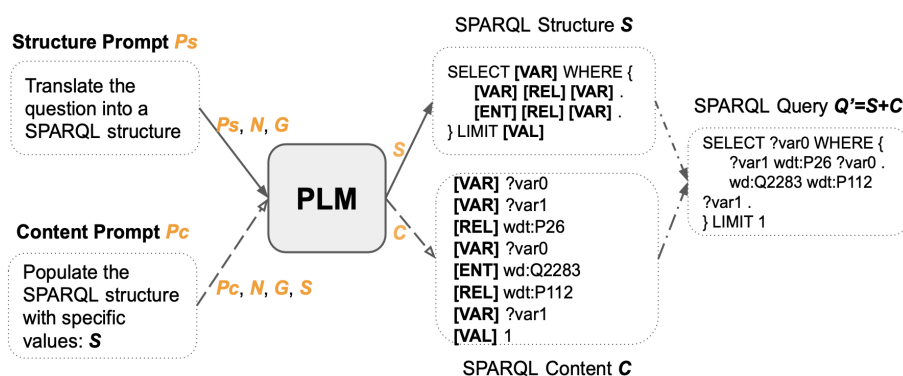 Structure Prompt Ps
Translate the
question into a
SPARQL structure
Content Prompt Pc
Populate the
SPARQL structure
with specific
values: S
Ps, N, G
Pc, N, G, S
PLM
S
C
SPARQL Structure S
SELECT [VAR] WHERE {
[VAR] [REL] [VAR] .
[ENT] [REL] [VAR] .
} LIMIT [VAL]
[VAR] ?var0
[VAR] ?var1
[REL] wdt:P26
[VAR] ?var0
[ENT] wd:Q2283
[REL] wdt:P112
[VAR] ?var1
[VAL] 1
SPARQL Content C
SPARQL Query Q'=S+C
SELECT ?var0 WHERE {
?var1 wdt:P26 ?var0 .
wd:Q2283 wdt:P112
?var1 .
} LIMIT 1